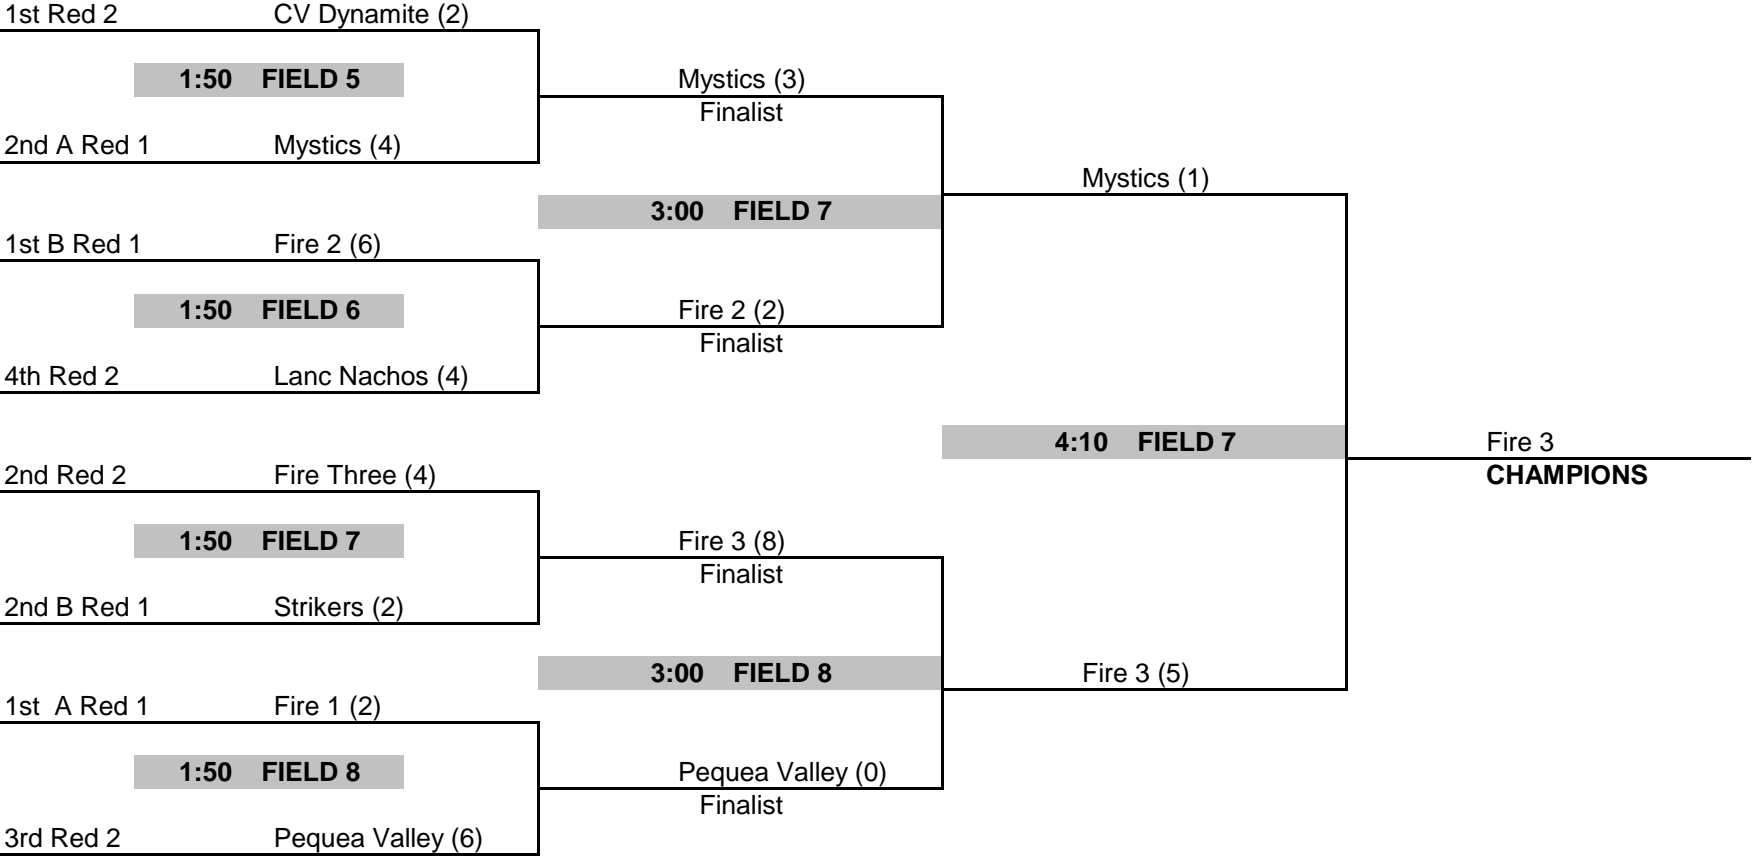 1st Red 2 CV Dynamite (2)
1:50 FIELD 5 Mystics (3)
Finalist
2nd A Red 1 Mystics (4)
Mystics (1)
3:00 FIELD 7
1st B Red 1 Fire 2 (6)
1:50 FIELD 6 Fire 2 (2)
Finalist
4th Red 2 Lanc Nachos (4)
4:10 FIELD 7 Fire 3
2nd Red 2 Fire Three (4) CHAMPIONS
1:50 FIELD 7 Fire 3 (8)
Finalist
2nd B Red 1 Strikers (2)
3:00 FIELD 8 Fire 3 (5)
1st A Red 1 Fire 1 (2)
1:50 FIELD 8 Pequea Valley (0)
Finalist
3rd Red 2 Pequea Valley (6)